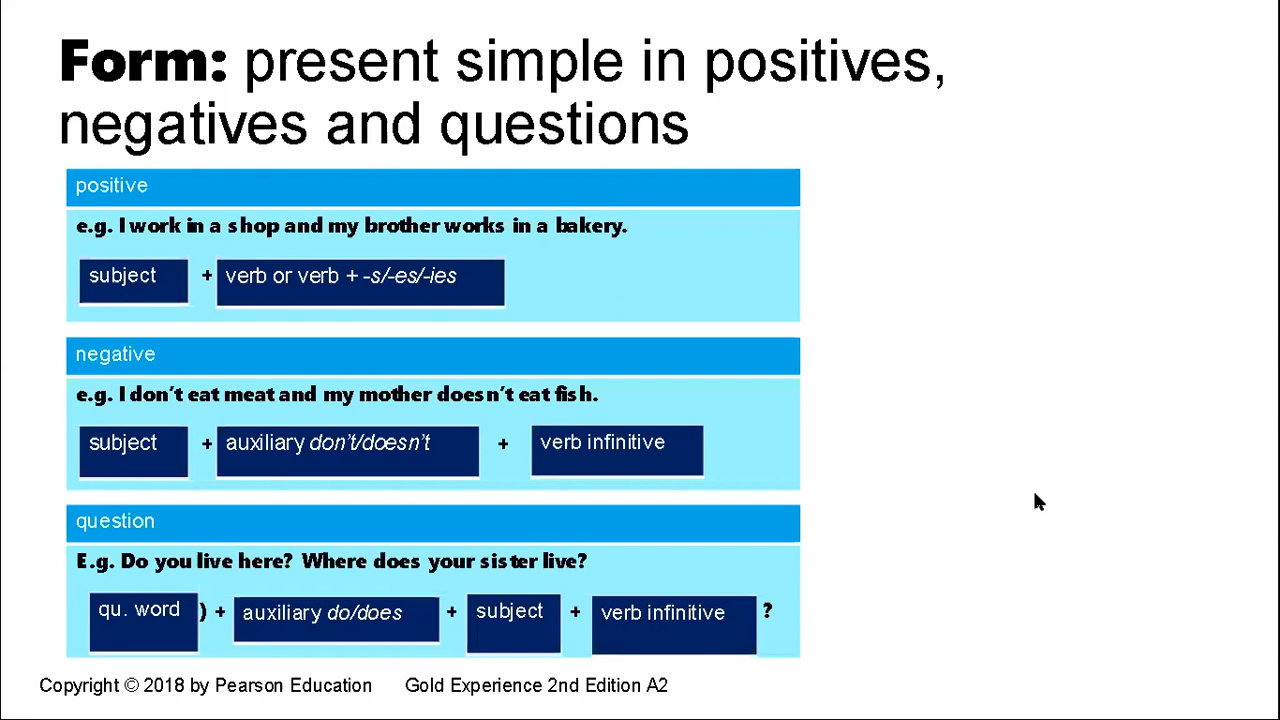 Form: present simple in positives,
negatives and questions
positive
e.g. I work in a shop and my brother works in a bakery.
subject + verb or verb + -s/-es/-ies
negative
e.g. I don't eat meat and my mother doesn't eat fish.
subject + auxiliary don't/doesn't + verb infinitive
question
E.g. Do you live here? Where does your sister live?
qu. word ) + auxiliary do/does + subject + verb infinitive ?
Copyright © 2018 by Pearson Education Gold Experience 2nd Edition A2